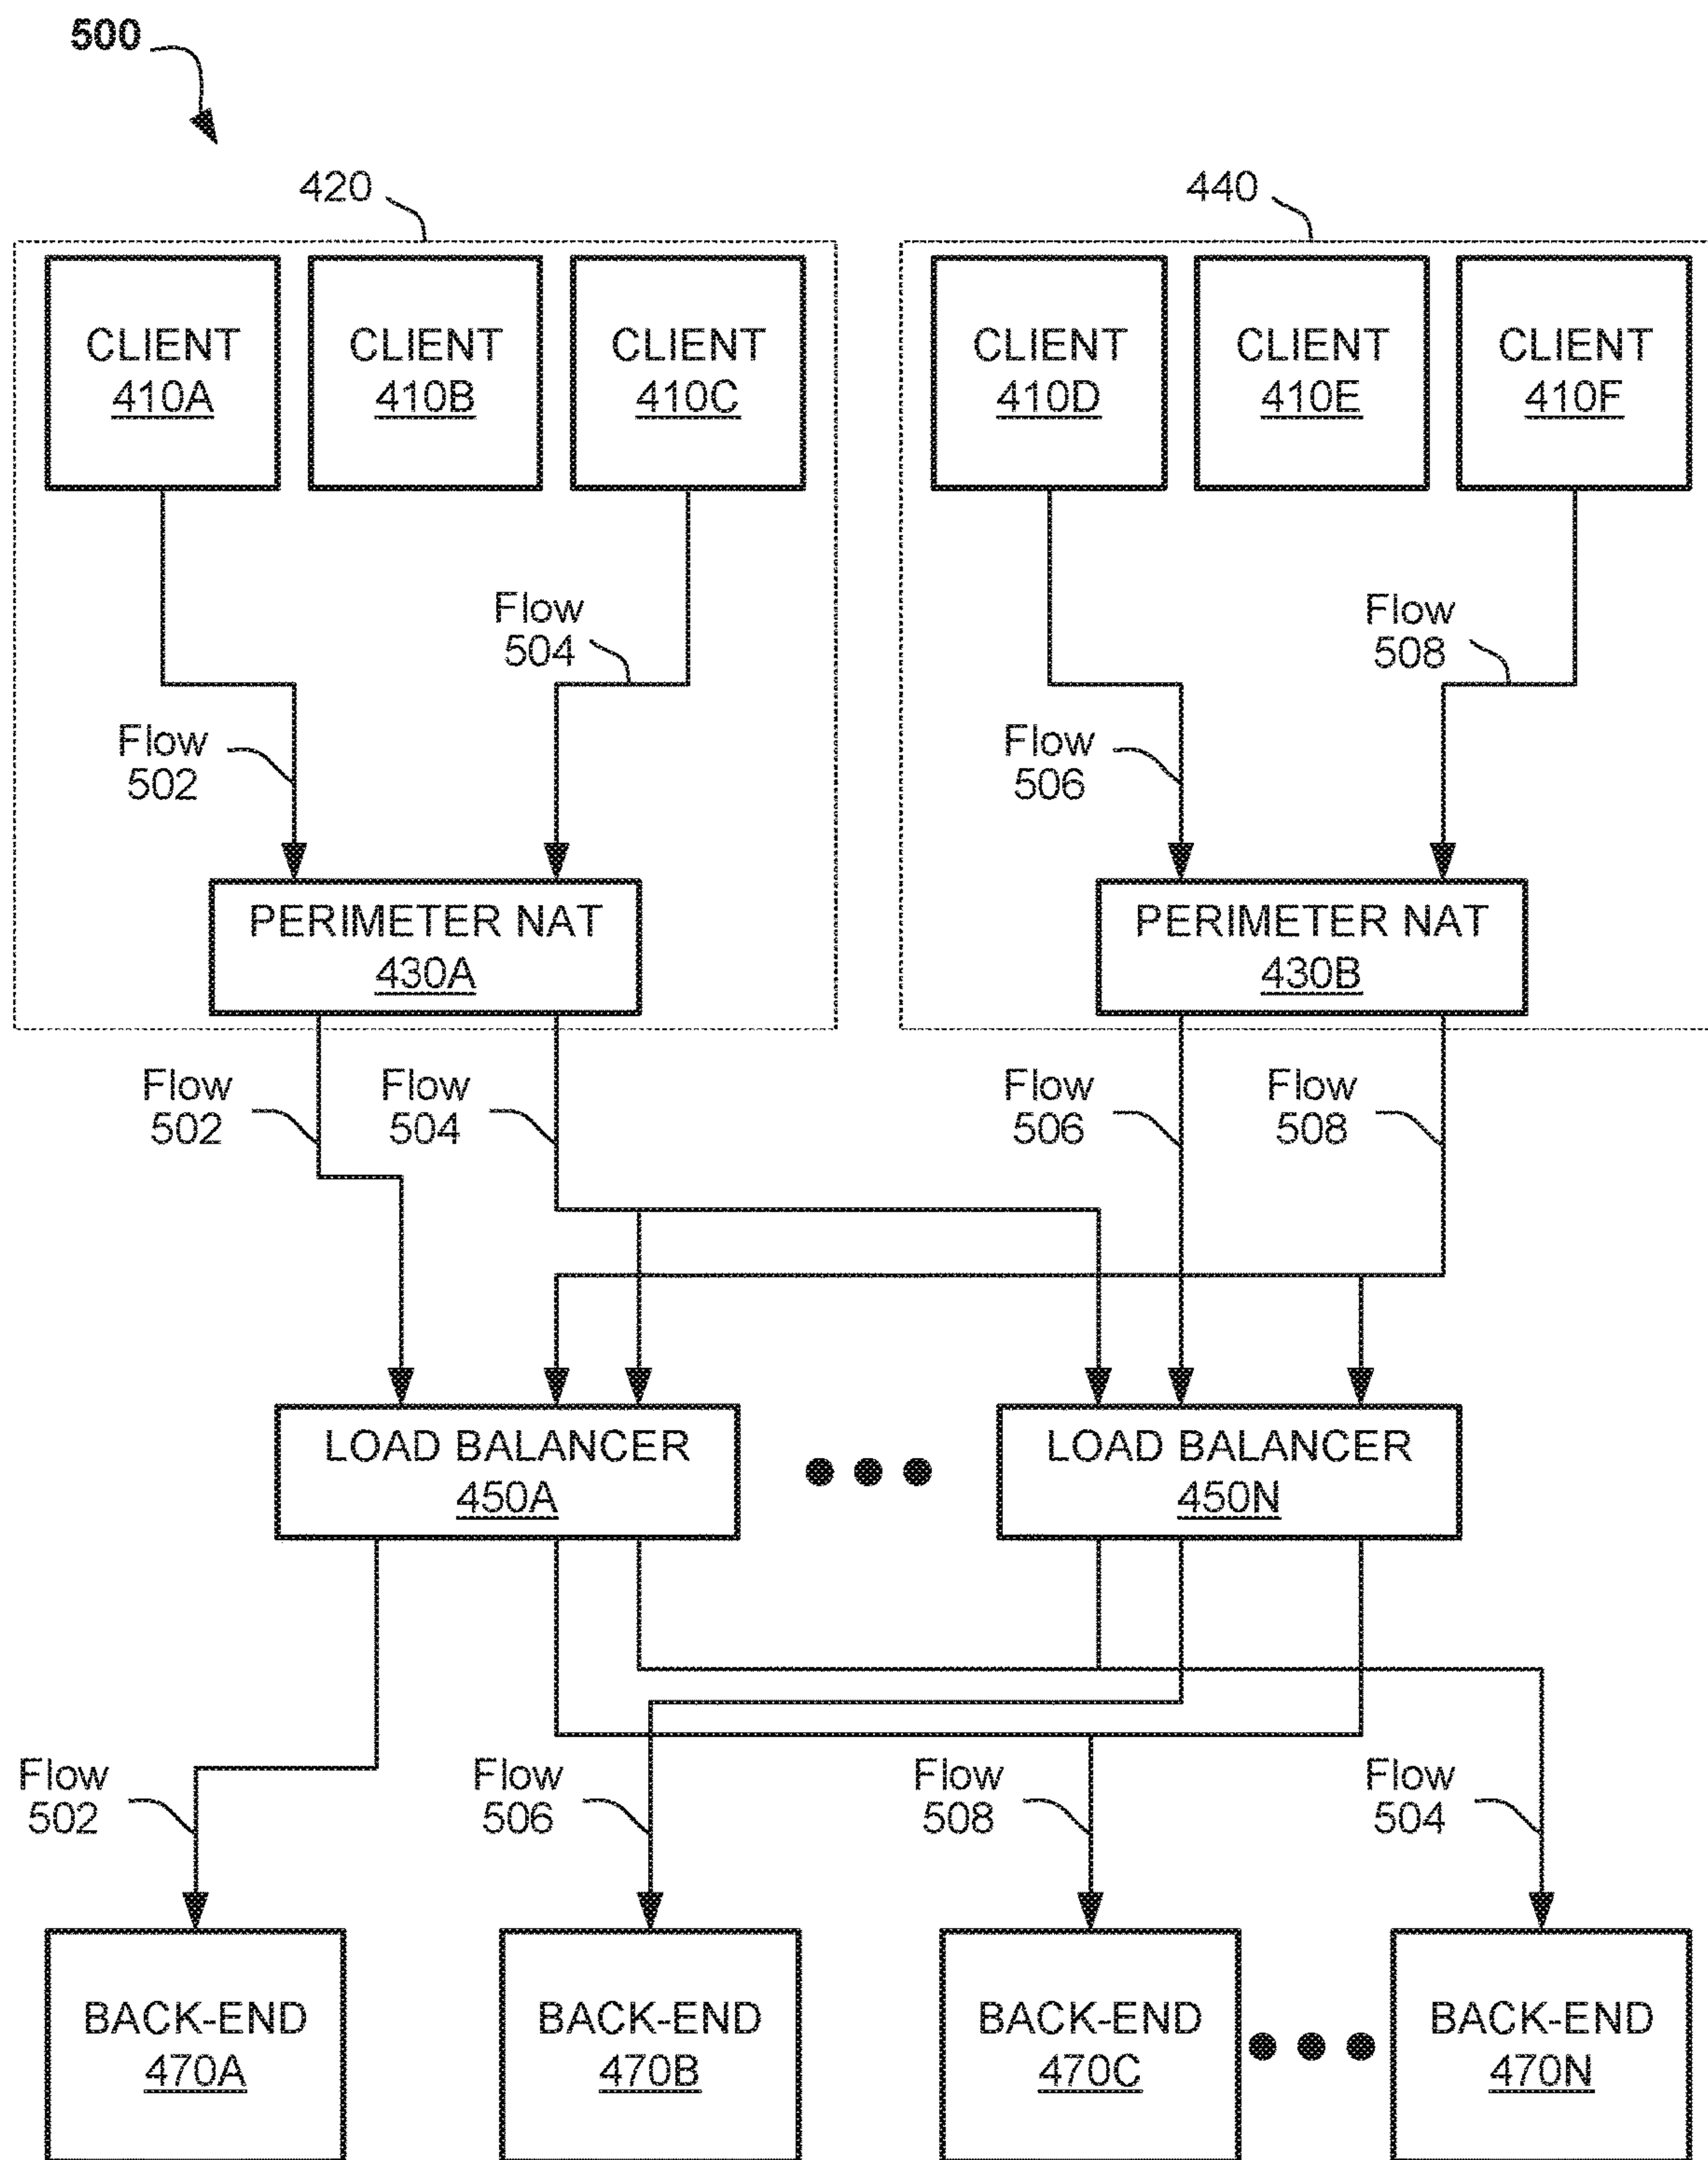 500
420
440
CLIENT
410A
CLIENT
410B
CLIENT
410C
CLIENT
410D
CLIENT
410E
CLIENT
410F
Flow
504
Flow
508
Flow
502
Flow
506
PERIMETER NAT
430A
PERIMETER NAT
430B
Flow
502
Flow
504
Flow
506
Flow
508
LOAD BALANCER
450A
LOAD BALANCER
450N
Flow
502
Flow
506
Flow
508
Flow
504
BACK-END
470A
BACK-END
470B
BACK-END
470C
BACK-END
470N